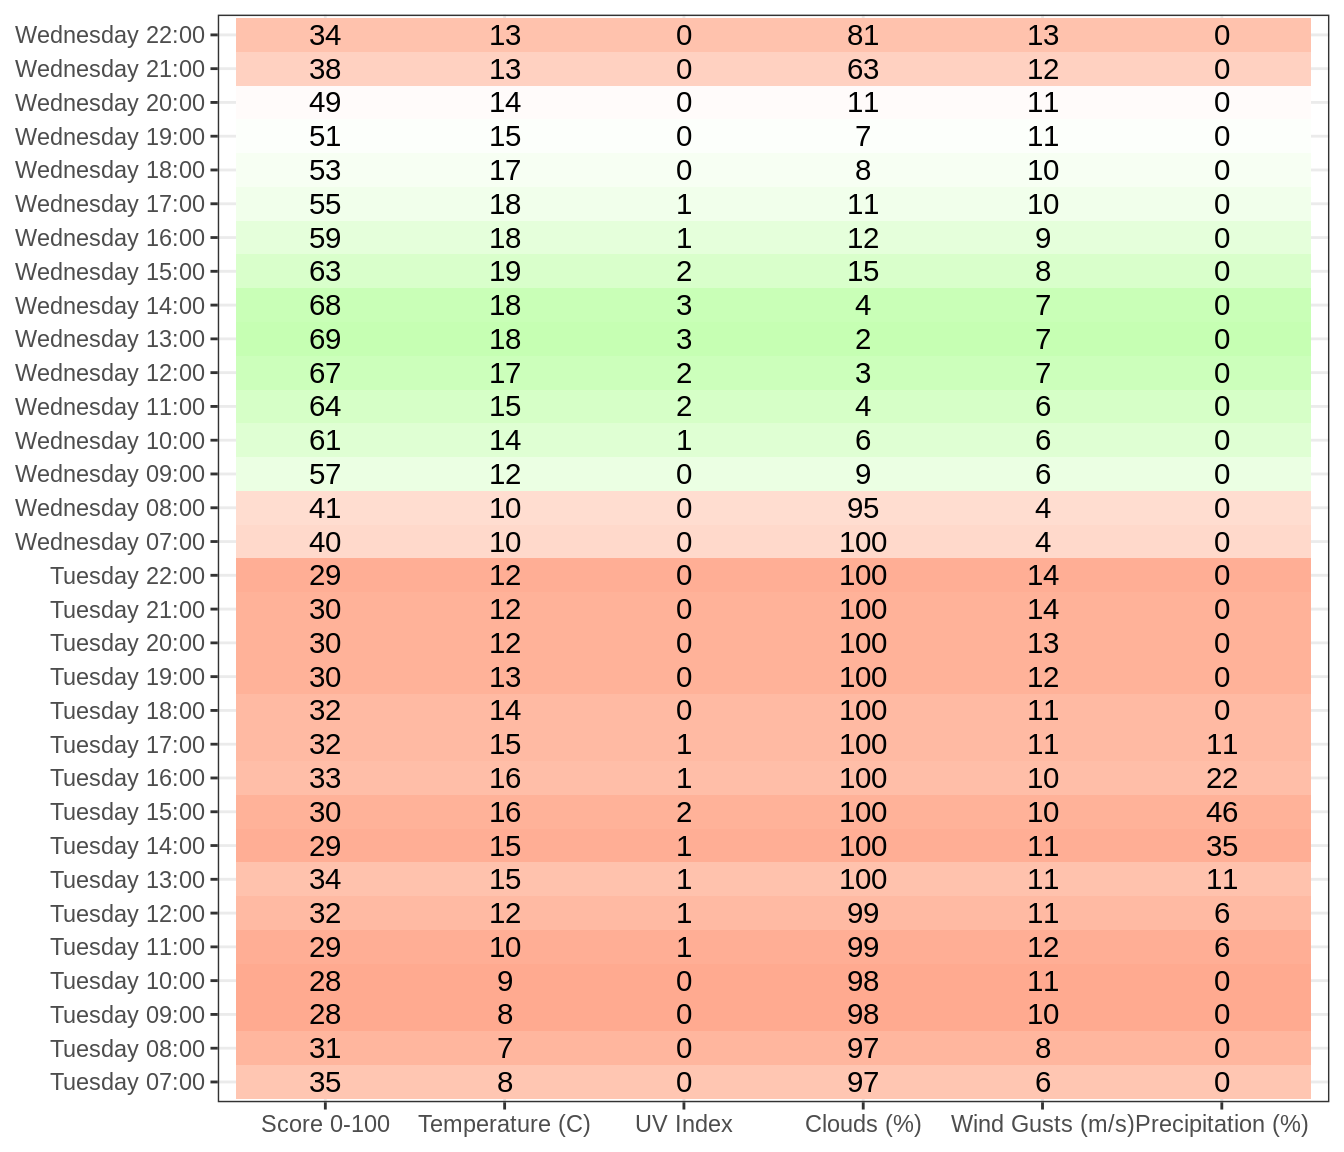 Wednesday 22:00 34 13 0 81 13 0
Wednesday 21:00 38 13 0 63 12 0
Wednesday 20:00 49 14 0 11 11 0
Wednesday 19:00 51 15 0 7 11 0
Wednesday 18:00 53 17 0 8 10 0
Wednesday 17:00 55 18 1 11 10 0
Wednesday 16:00 59 18 1 12 9 0
Wednesday 15:00 63 19 2 15 8 0
Wednesday 14:00 68 18 3 4 7 0
Wednesday 13:00 69 18 3 2 7 0
Wednesday 12:00 67 17 2 3 7 0
Wednesday 11:00 64 15 2 4 6 0
Wednesday 10:00 61 14 1 6 6 0
Wednesday 09:00 57 12 0 9 6 0
Wednesday 08:00 41 10 0 95 4 0
Wednesday 07:00 40 10 0 100 4 0
Tuesday 22:00 29 12 0 100 14 0
Tuesday 21:00 30 12 0 100 14 0
Tuesday 20:00 30 12 0 100 13 0
Tuesday 19:00 30 13 0 100 12 0
Tuesday 18:00 32 14 0 100 11 0
Tuesday 17:00 32 15 1 100 11 11
Tuesday 16:00 33 16 1 100 10 22
Tuesday 15:00 30 16 2 100 10 46
Tuesday 14:00 29 15 1 100 11 35
Tuesday 13:00 34 15 1 100 11 11
Tuesday 12:00 32 12 1 99 11 6
Tuesday 11:00 29 10 1 99 12 6
Tuesday 10:00 28 9 0 98 11 0
Tuesday 09:00 28 8 0 98 10 0
Tuesday 08:00 31 7 0 97 8 0
Tuesday 07:00 35 8 0 97 6 0
Score 0-100 Temperature (C) UV Index Clouds (%) Wind Gusts (m/s) Precipitation (%)